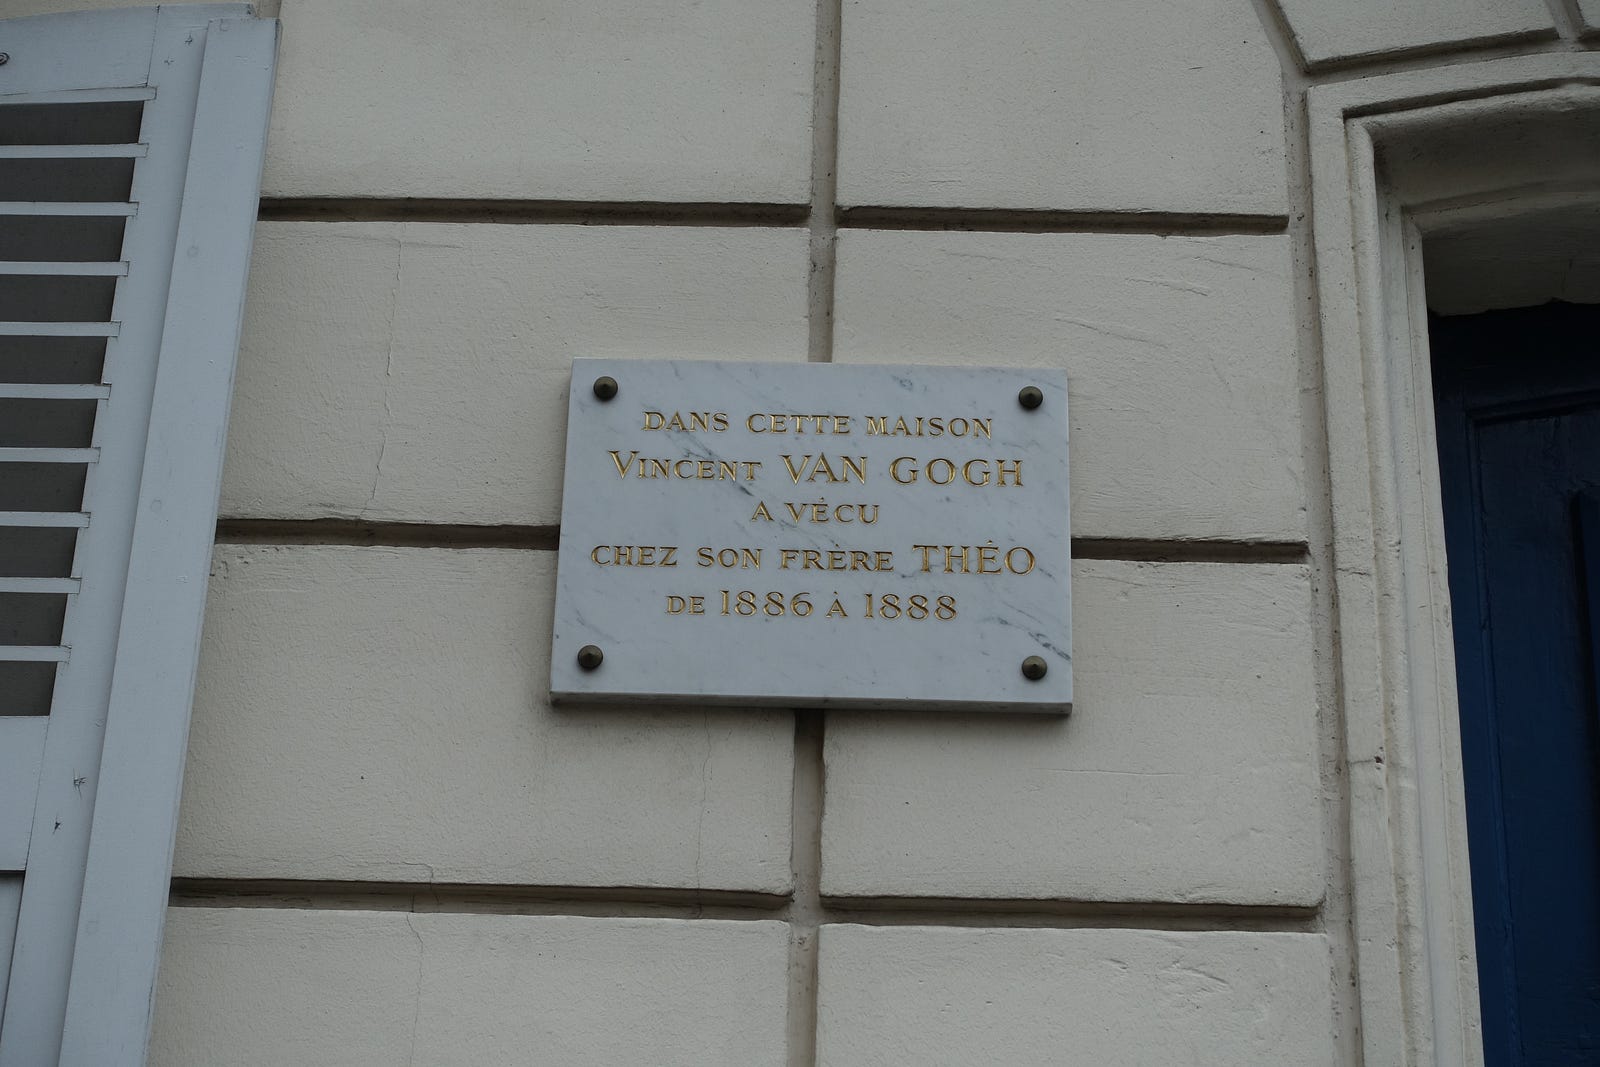 DANS CETTE MAISON
VINCENT VAN GOGH
A VÉCU
CHEZ SON FRÈRE THÉO
DE 1886 À 1888